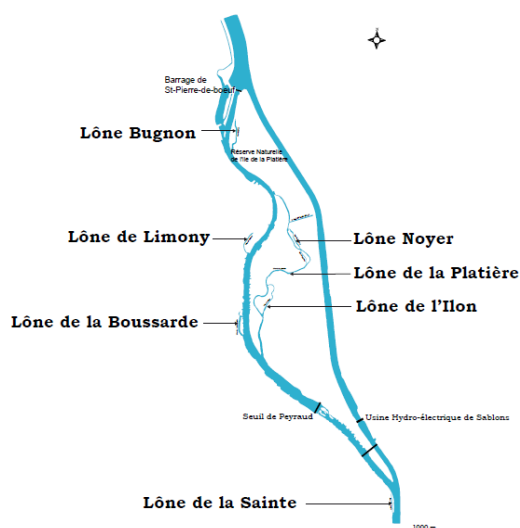 Barrage de
St-Pierre-de-boeuf
Lône Bugnon
Réserve Naturelle
de l'île de la Platière
Lône de Limony
Lône Noyer
Lône de la Platière
Lône de l'Ilon
Lône de la Boussarde
Seuil de Peyraud
Usine Hydro-électrique de Sablons
Lône de la Sainte
1000 m